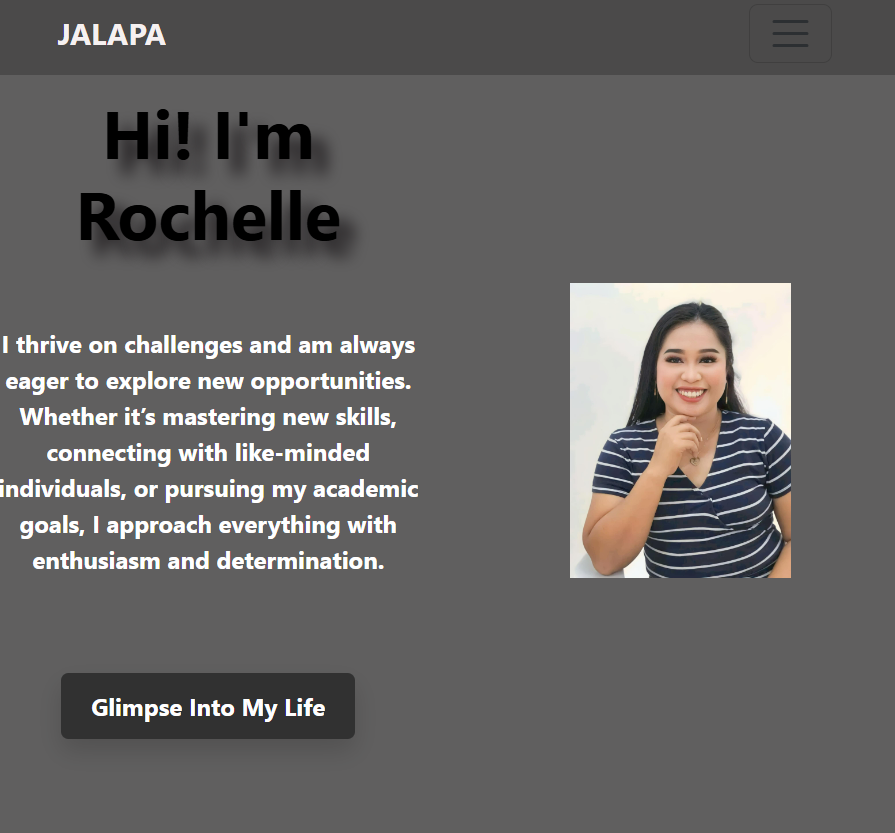 JALAPA
Hi! I'm
Rochelle
I thrive on challenges and am always
eager to explore new opportunities.
Whether it’s mastering new skills,
connecting with like-minded
individuals, or pursuing my academic
goals, I approach everything with
enthusiasm and determination.
Glimpse Into My Life